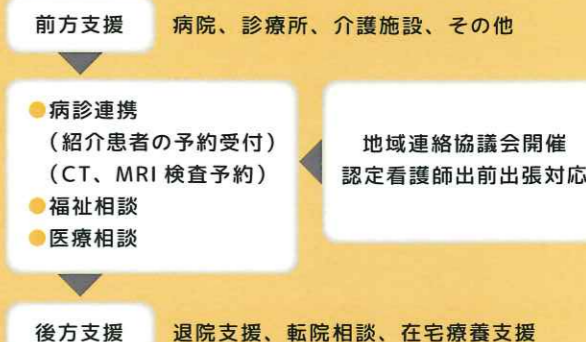 前方支援　病院、診療所、介護施設、その他
●病診連携
（紹介患者の予約受付）
（CT、MRI 検査予約）
●福祉相談
●医療相談
地域連絡協議会開催
認定看護師出前出張対応
後方支援　退院支援、転院相談、在宅療養支援